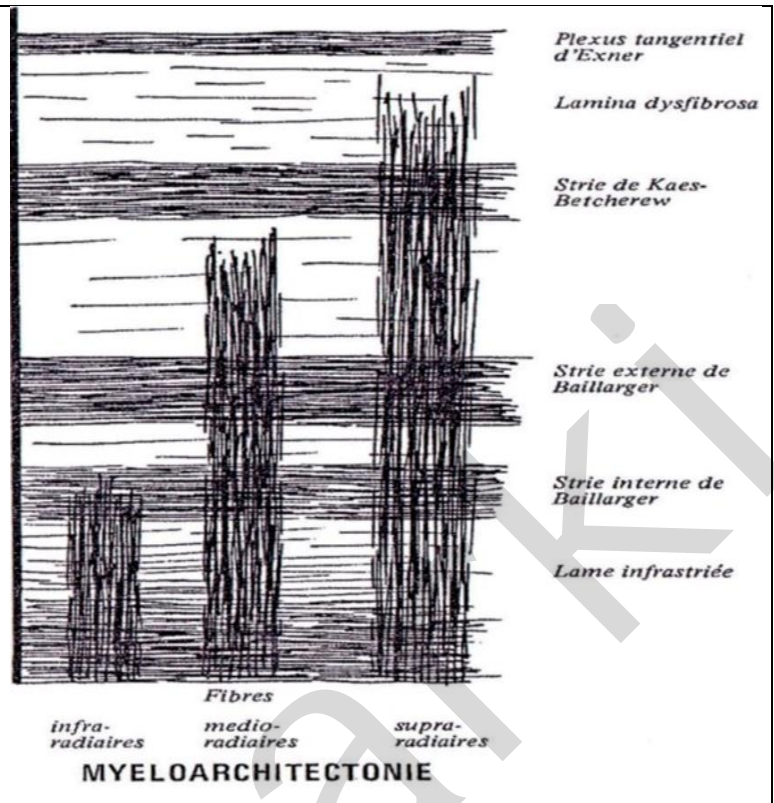 Plexus tangentiel
d'Exner
Lamina dysfibrosa
Strie de Kaes-
Betcherew
Strie externe de
Baillarger
Strie interne de
Baillarger
Lame infrastriée
Fibres
infra-
radiaires
medio-
radiaires
supra-
radiaires
MYELOARCHITECTONIE